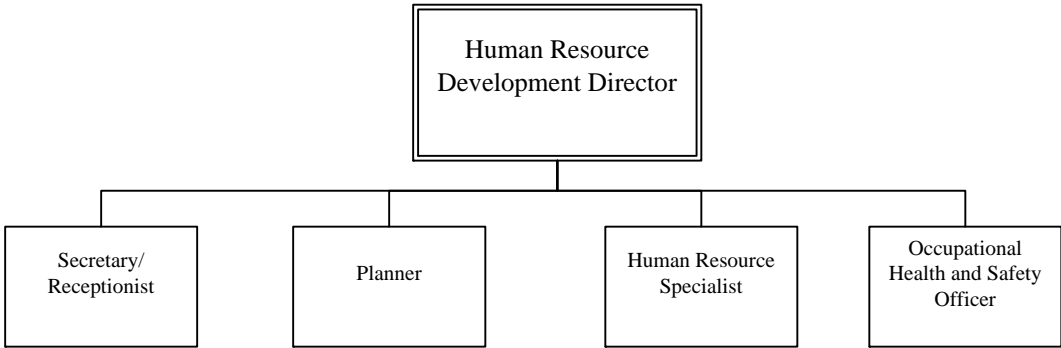 Human Resource
Development Director
Secretary/
Receptionist
Planner
Human Resource
Specialist
Occupational
Health and Safety
Officer